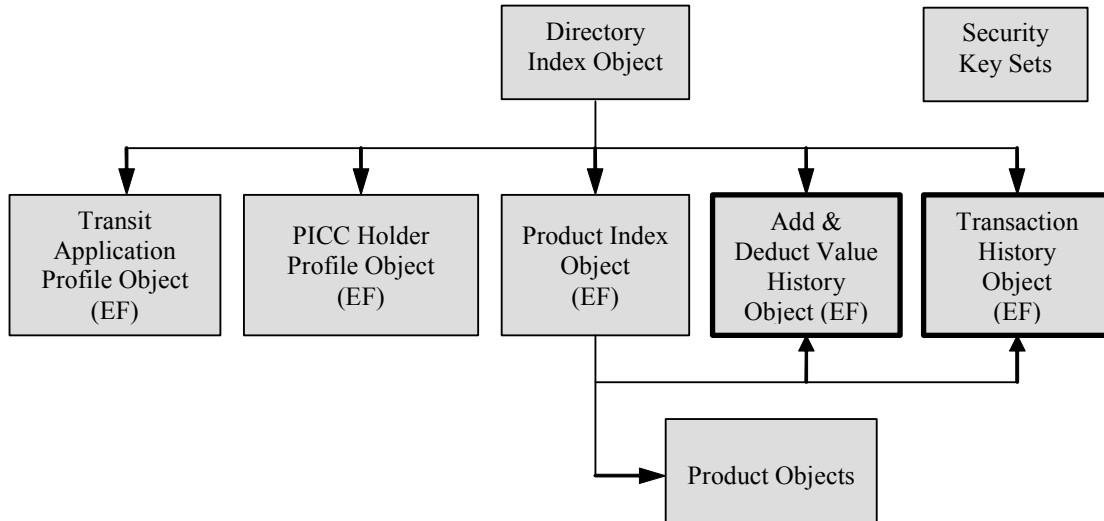 Directory
Index Object
Security
Key Sets
Transit
Application
Profile Object
(EF)
PICC Holder
Profile Object
(EF)
Product Index
Object
(EF)
Add &
Deduct Value
History
Object (EF)
Transaction
History
Object
(EF)
Product Objects